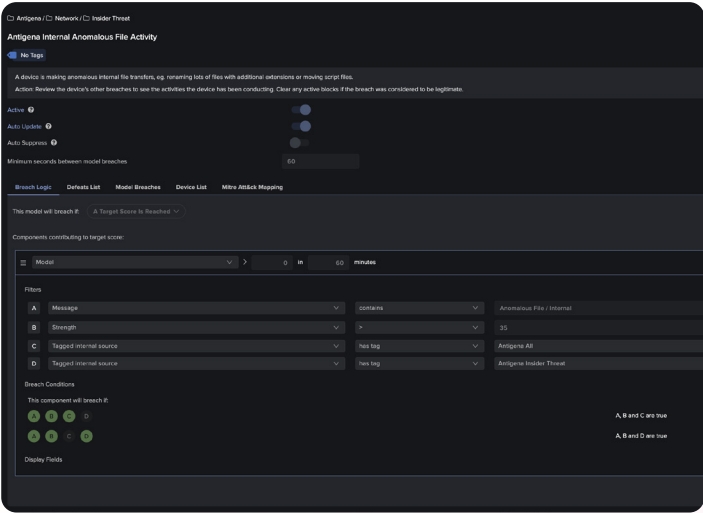 Antigena / Network / Insider Threat
Antigena Internal Anomalous File Activity
No Tags
A device is making anomalous internal file transfers, eg. renaming lots of files with additional extensions or moving script files.
Action: Review the device's other breaches to see the activities the device has been conducting. Clear any active blocks if the breach was considered to be legitimate.
Active ?
Auto Update ?
Auto Suppress ?
Minimum seconds between model breaches 60
Breach Logic Defeats List Model Breaches Device List Mitre Att&ck Mapping
This model will breach if: A Target Score Is Reached
Components contributing to target score:
Model > 0 in 60 minutes
Filters
A Message contains Anomalous File / Internal
B Strength > 35
C Tagged internal source has tag Antigena All
D Tagged internal source has tag Antigena Insider Threat
Breach Conditions
This component will breach if:
A B C D A, B and C are true
A B C D A, B and D are true
Display Fields